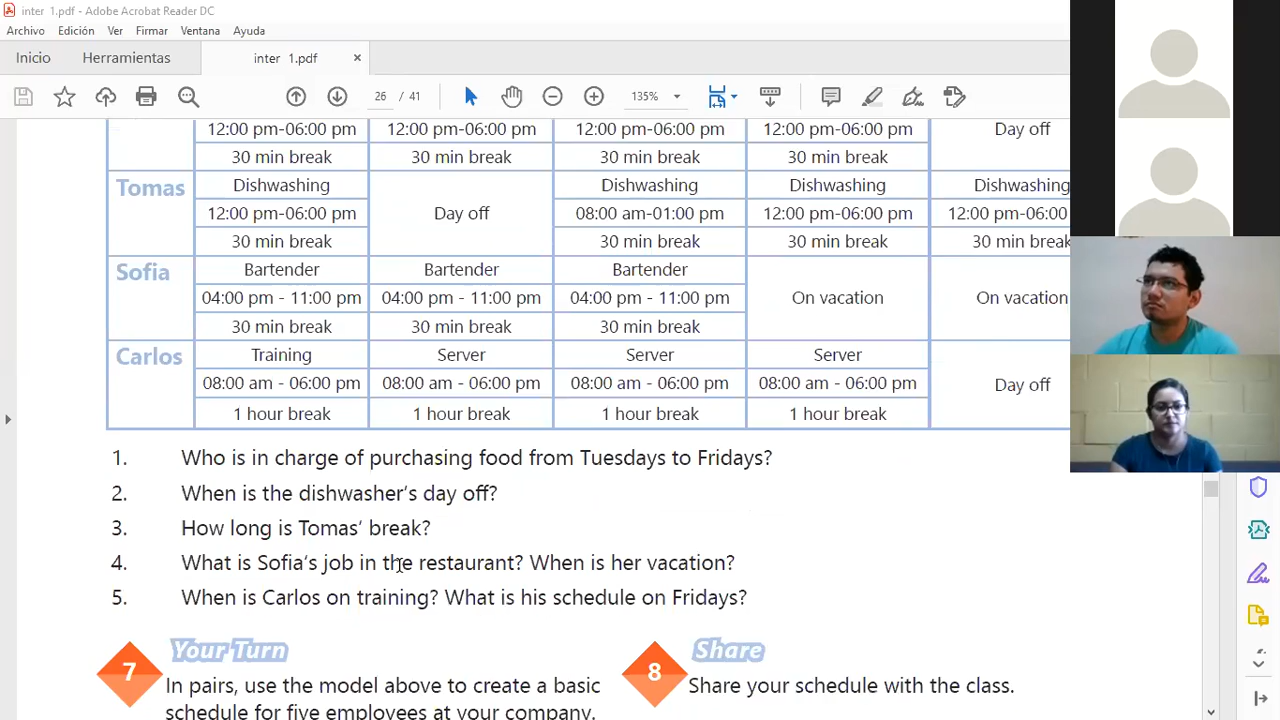 inter 1.pdf - Adobe Acrobat Reader DC
Archivo Edición Ver Firmar Ventana Ayuda
Inicio Herramientas inter 1.pdf ×
26 / 41 135%
12:00 pm-06:00 pm 12:00 pm-06:00 pm 12:00 pm-06:00 pm 12:00 pm-06:00 pm Day off
30 min break 30 min break 30 min break 30 min break
Tomas Dishwashing Day off Dishwashing Dishwashing Dishwashing
12:00 pm-06:00 pm 08:00 am-01:00 pm 12:00 pm-06:00 pm 12:00 pm-06:00
30 min break 30 min break 30 min break 30 min break
Sofia Bartender Bartender Bartender On vacation On vacation
04:00 pm - 11:00 pm 04:00 pm - 11:00 pm 04:00 pm - 11:00 pm
30 min break 30 min break 30 min break
Carlos Training Server Server Server Day off
08:00 am - 06:00 pm 08:00 am - 06:00 pm 08:00 am - 06:00 pm 08:00 am - 06:00 pm
1 hour break 1 hour break 1 hour break 1 hour break
1. Who is in charge of purchasing food from Tuesdays to Fridays?
2. When is the dishwasher's day off?
3. How long is Tomas' break?
4. What is Sofia's job in the restaurant? When is her vacation?
5. When is Carlos on training? What is his schedule on Fridays?
7 Your Turn
In pairs, use the model above to create a basic
schedule for five employees at your company.
8 Share
Share your schedule with the class.